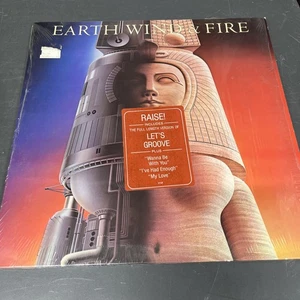 EARTH WIND & FIRE
RAISE!
INCLUDES
THE FULL LENGTH VERSION OF
LET'S
GROOVE
PLUS
"Wanna Be
With You"
"I've Had Enough"
"My Love"